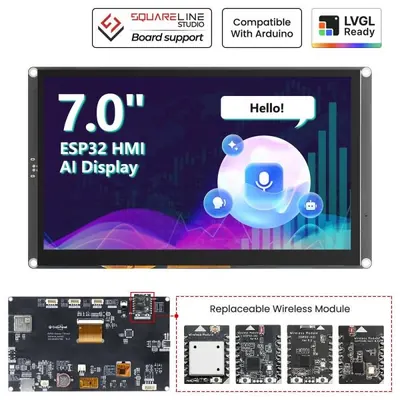 SQUARELINE
STUDIO
Board support
Compatible
With Arduino
LVGL
Ready
7.0"
ESP32 HMI
AI Display
Hello!
Replaceable Wireless Module